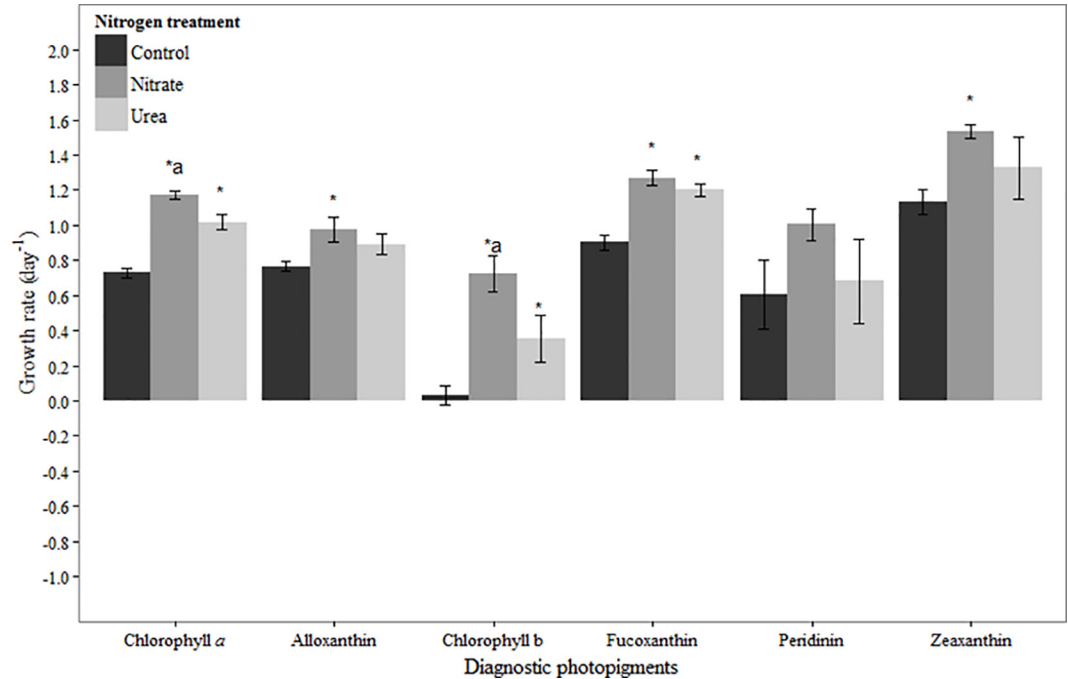 Nitrogen treatment
Control
Nitrate
Urea
Growth rate (day⁻¹)
2.0
1.8
1.6
1.4
1.2
1.0
0.8
0.6
0.4
0.2
0.0
-0.2
-0.4
-0.6
-0.8
-1.0
*a
*
*
*a
*
*
*
*
Chlorophyll a
Alloxanthin
Chlorophyll b
Fucoxanthin
Peridinin
Zeaxanthin
Diagnostic photopigments